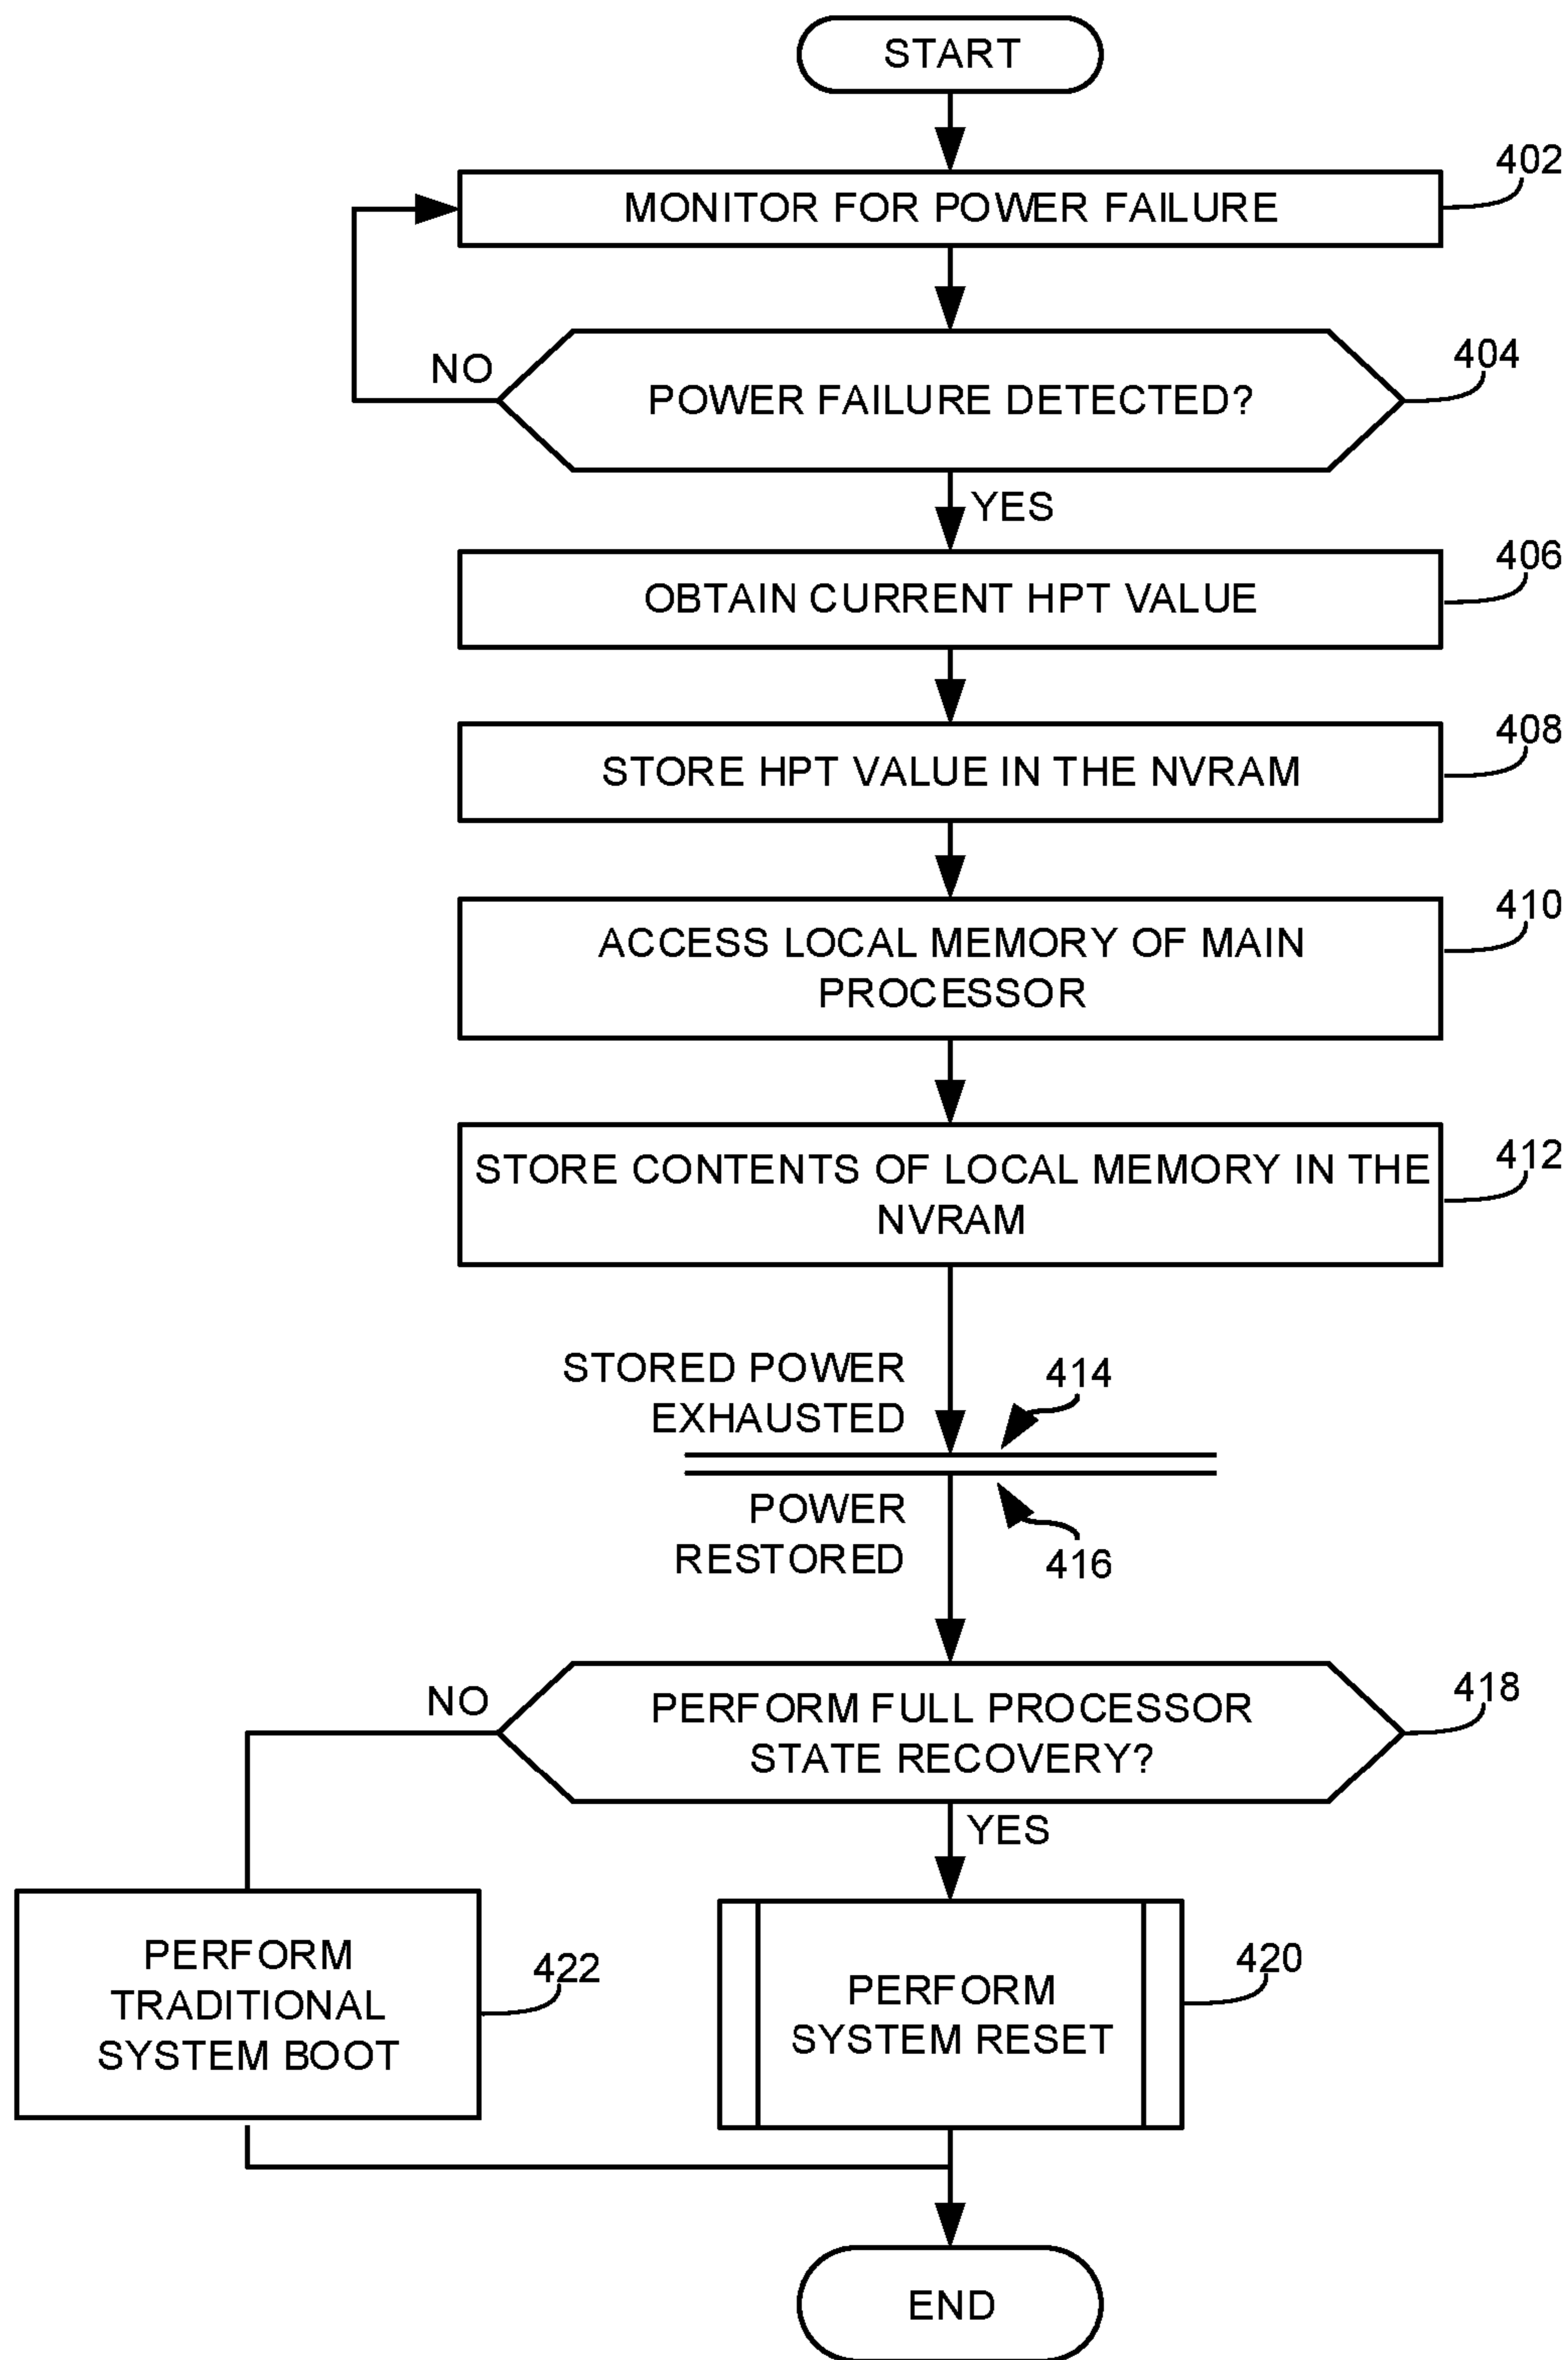 START
402
MONITOR FOR POWER FAILURE
404
NO
POWER FAILURE DETECTED?
YES
406
OBTAIN CURRENT HPT VALUE
408
STORE HPT VALUE IN THE NVRAM
410
ACCESS LOCAL MEMORY OF MAIN
PROCESSOR
412
STORE CONTENTS OF LOCAL MEMORY IN THE
NVRAM
STORED POWER
EXHAUSTED
414
POWER
RESTORED
416
418
NO
PERFORM FULL PROCESSOR
STATE RECOVERY?
YES
PERFORM
TRADITIONAL
SYSTEM BOOT
422
PERFORM
SYSTEM RESET
420
END